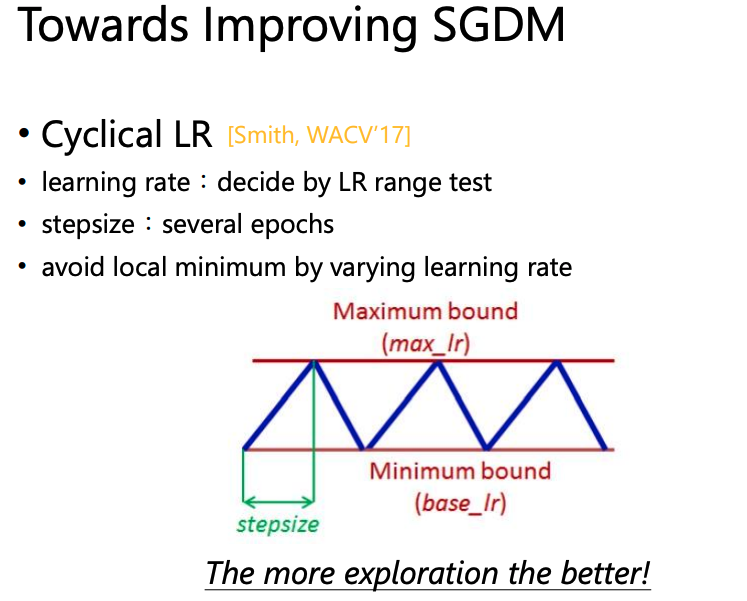 Towards Improving SGDM
• Cyclical LR [Smith, WACV'17]
• learning rate：decide by LR range test
• stepsize：several epochs
• avoid local minimum by varying learning rate
Maximum bound
(max_lr)
Minimum bound
(base_lr)
stepsize
The more exploration the better!